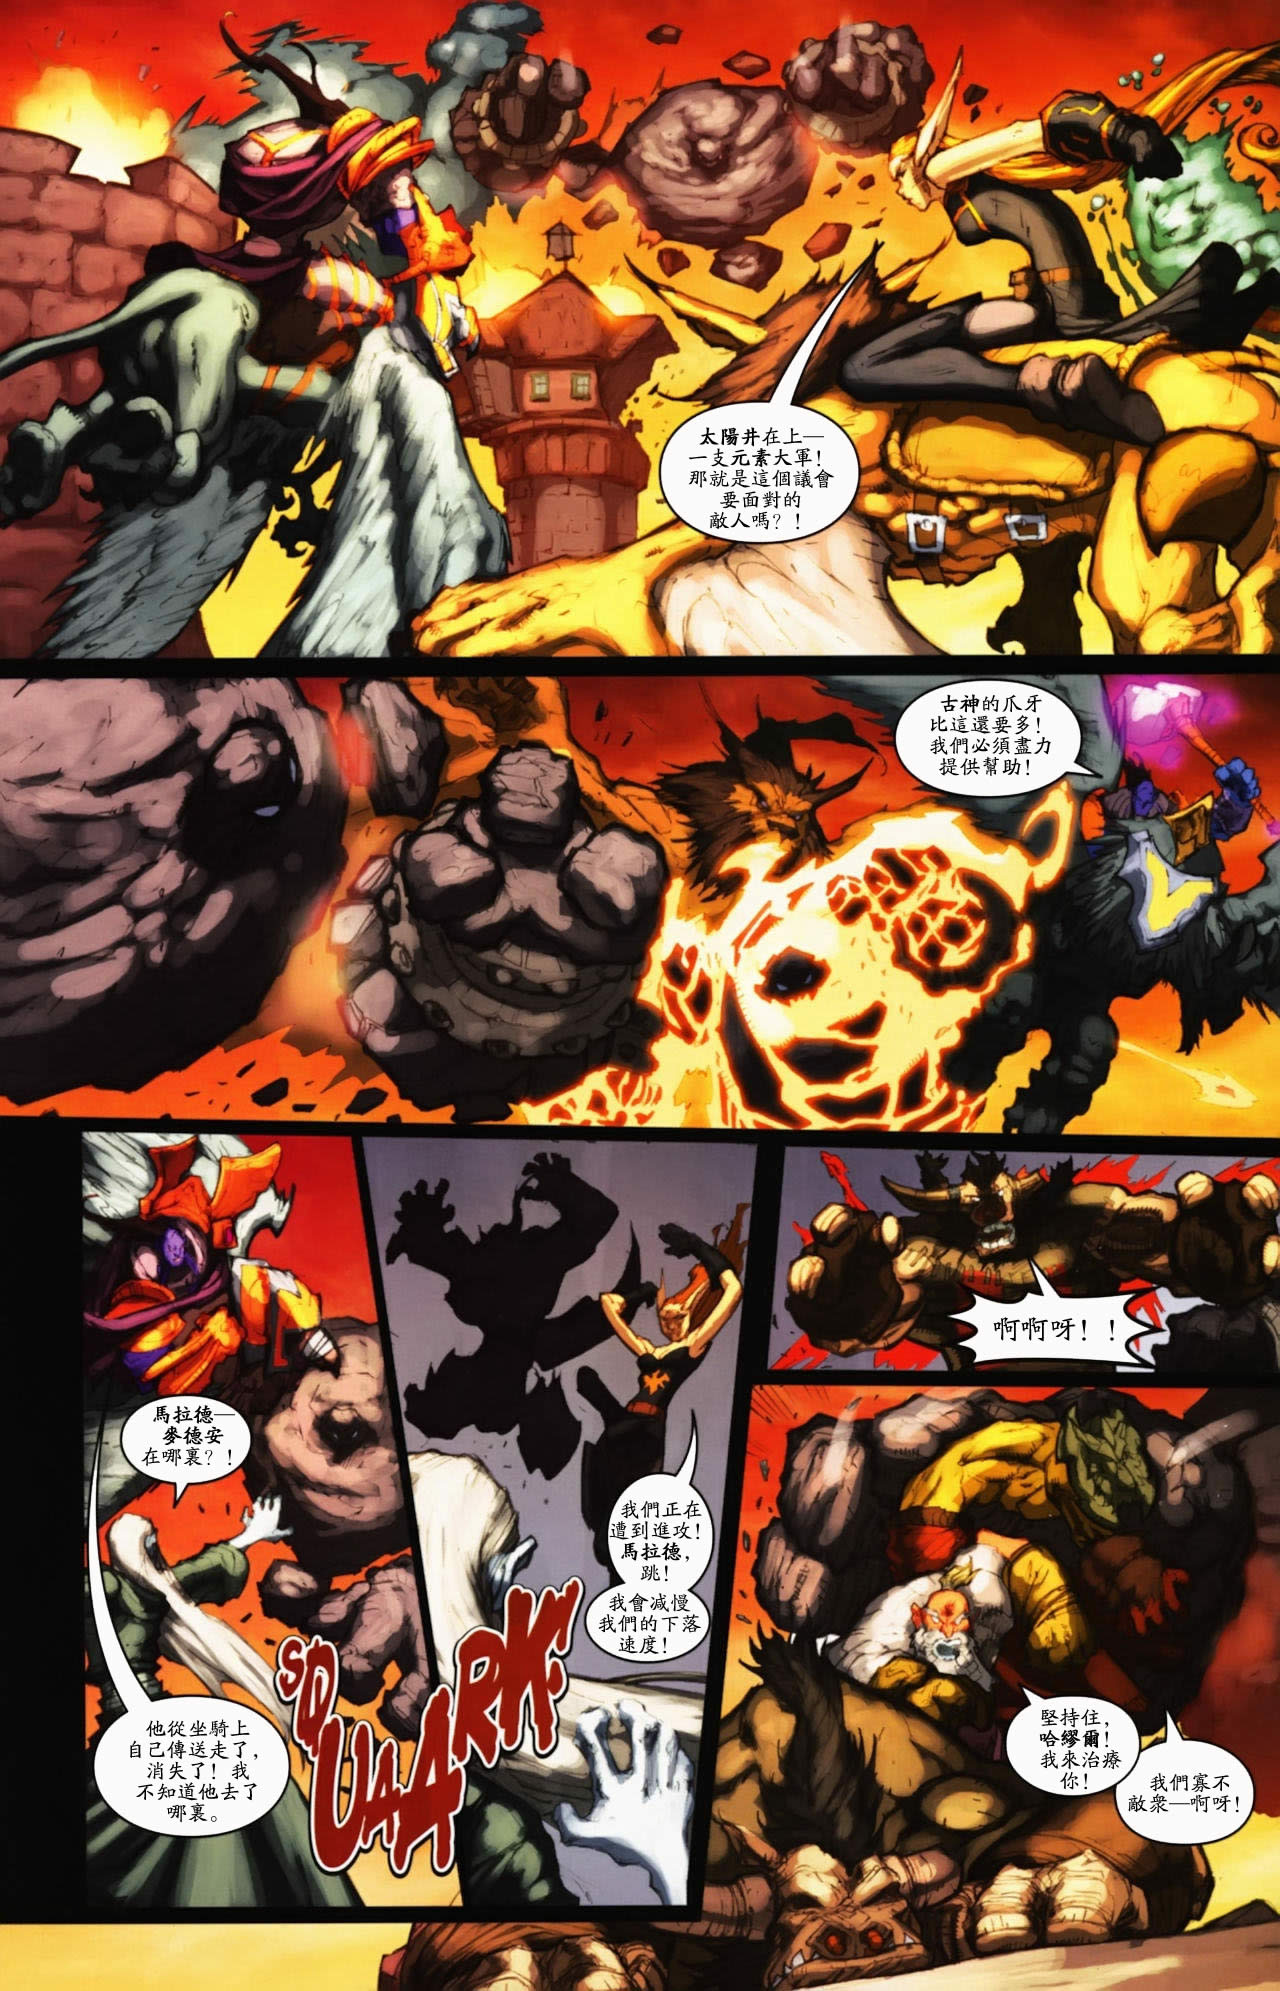 太陽井在上—
一支元素大軍！
那就是這個議會
要面對的
敵人嗎？！
古神的爪牙
比這還要多！
我們必須盡力
提供幫助！
馬拉德—
麥德安
在哪裏？！
他從坐騎上
自己傳送走了，
消失了！我
不知道他去了
哪裏。
SQUAARK!
我們正在
遭到進攻！
馬拉德，
跳！
我會減慢
我們的下落
速度！
啊啊呀！！
堅持住，
哈繆爾！
我來治療
你！
我們寡不
敵衆—啊呀！